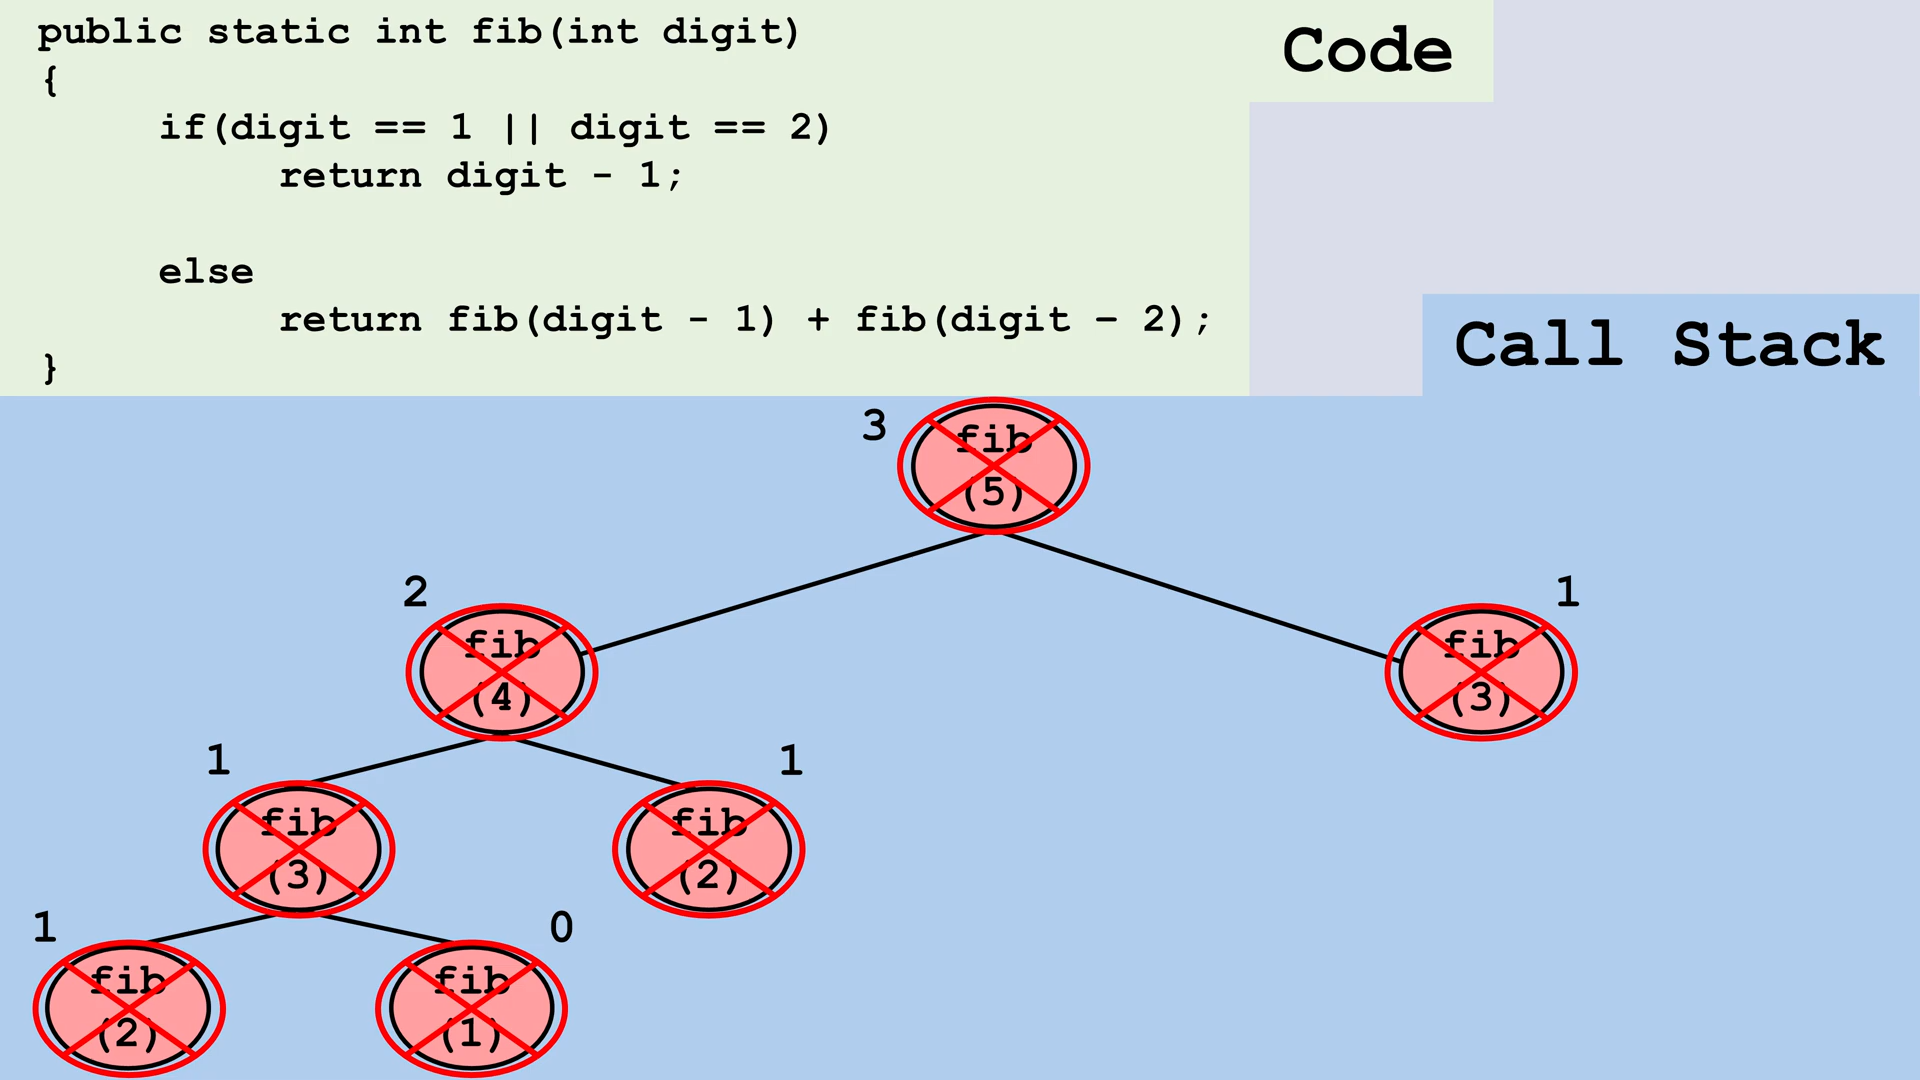 public static int fib(int digit)
{
if(digit == 1 || digit == 2)
return digit - 1;
else
return fib(digit - 1) + fib(digit – 2);
}
Code
Call Stack
3
fib
(5)
2
fib
(4)
1
fib
(3)
1
fib
(3)
1
fib
(2)
1
fib
(2)
0
fib
(1)